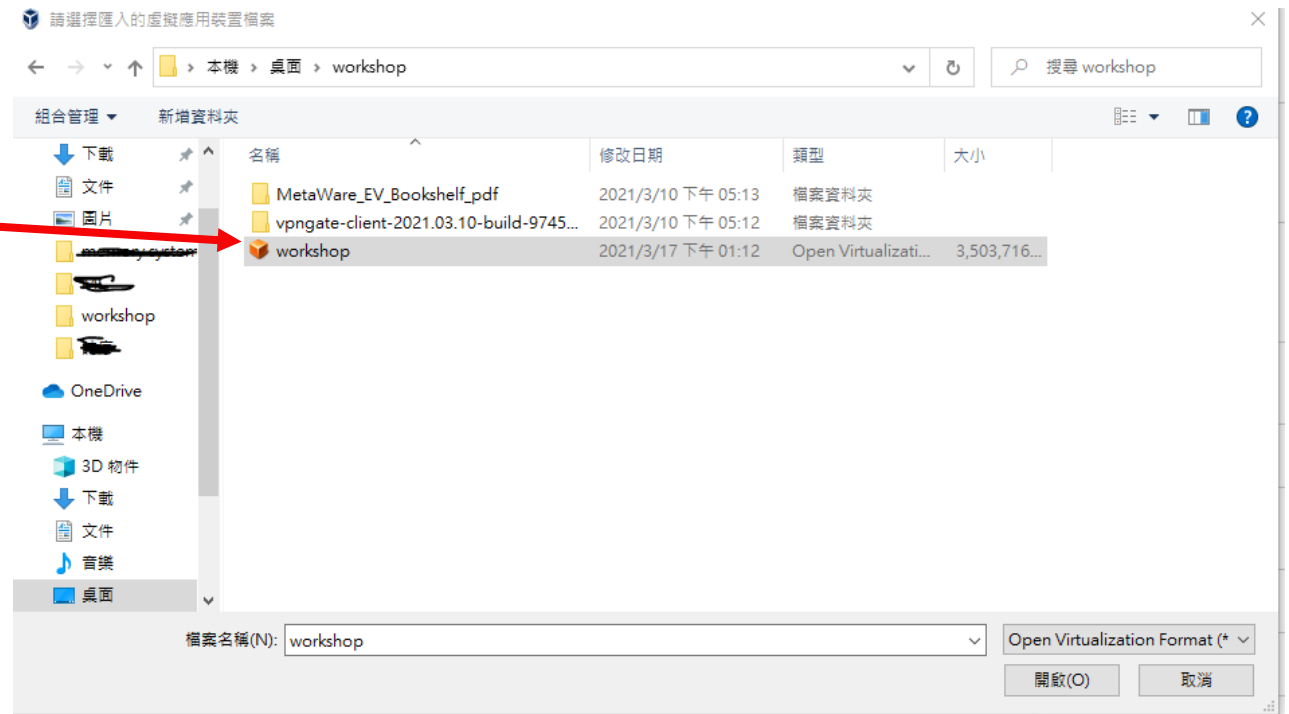 請選擇匯入的虛擬應用裝置檔案
本機 › 桌面 › workshop
搜尋 workshop
組合管理
新增資料夾
名稱 修改日期 類型 大小
MetaWare_EV_Bookshelf_pdf 2021/3/10 下午 05:13 檔案資料夾
vpngate-client-2021.03.10-build-9745... 2021/3/10 下午 05:12 檔案資料夾
workshop 2021/3/17 下午 01:12 Open Virtualizati... 3,503,716...
下載
文件
圖片
memory system
workshop
OneDrive
本機
3D 物件
下載
文件
音樂
桌面
檔案名稱(N): workshop
Open Virtualization Format (*
開啟(O)
取消